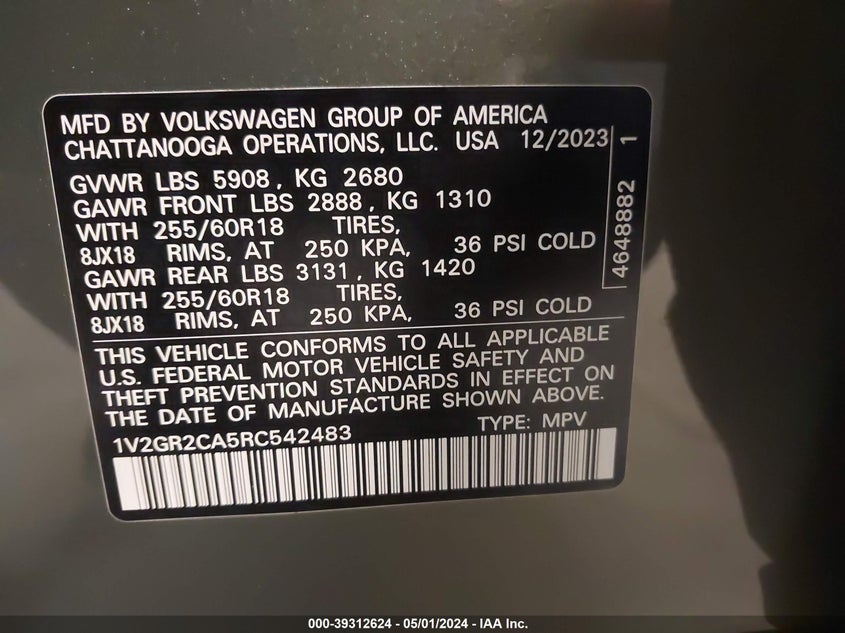 MFD BY VOLKSWAGEN GROUP OF AMERICA
CHATTANOOGA OPERATIONS, LLC. USA 12/2023
GVWR LBS 5908, KG 2680
GAWR FRONT LBS 2888, KG 1310
WITH 255/60R18 TIRES,
8JX18 RIMS, AT 250 KPA, 36 PSI COLD
GAWR REAR LBS 3131, KG 1420
WITH 255/60R18 TIRES,
8JX18 RIMS, AT 250 KPA, 36 PSI COLD
4648882 1
THIS VEHICLE CONFORMS TO ALL APPLICABLE
U.S. FEDERAL MOTOR VEHICLE SAFETY AND
THEFT PREVENTION STANDARDS IN EFFECT ON
THE DATE OF MANUFACTURE SHOWN ABOVE.
1V2GR2CA5RC542483 TYPE: MPV
000-39312624 - 05/01/2024 - IAA Inc.